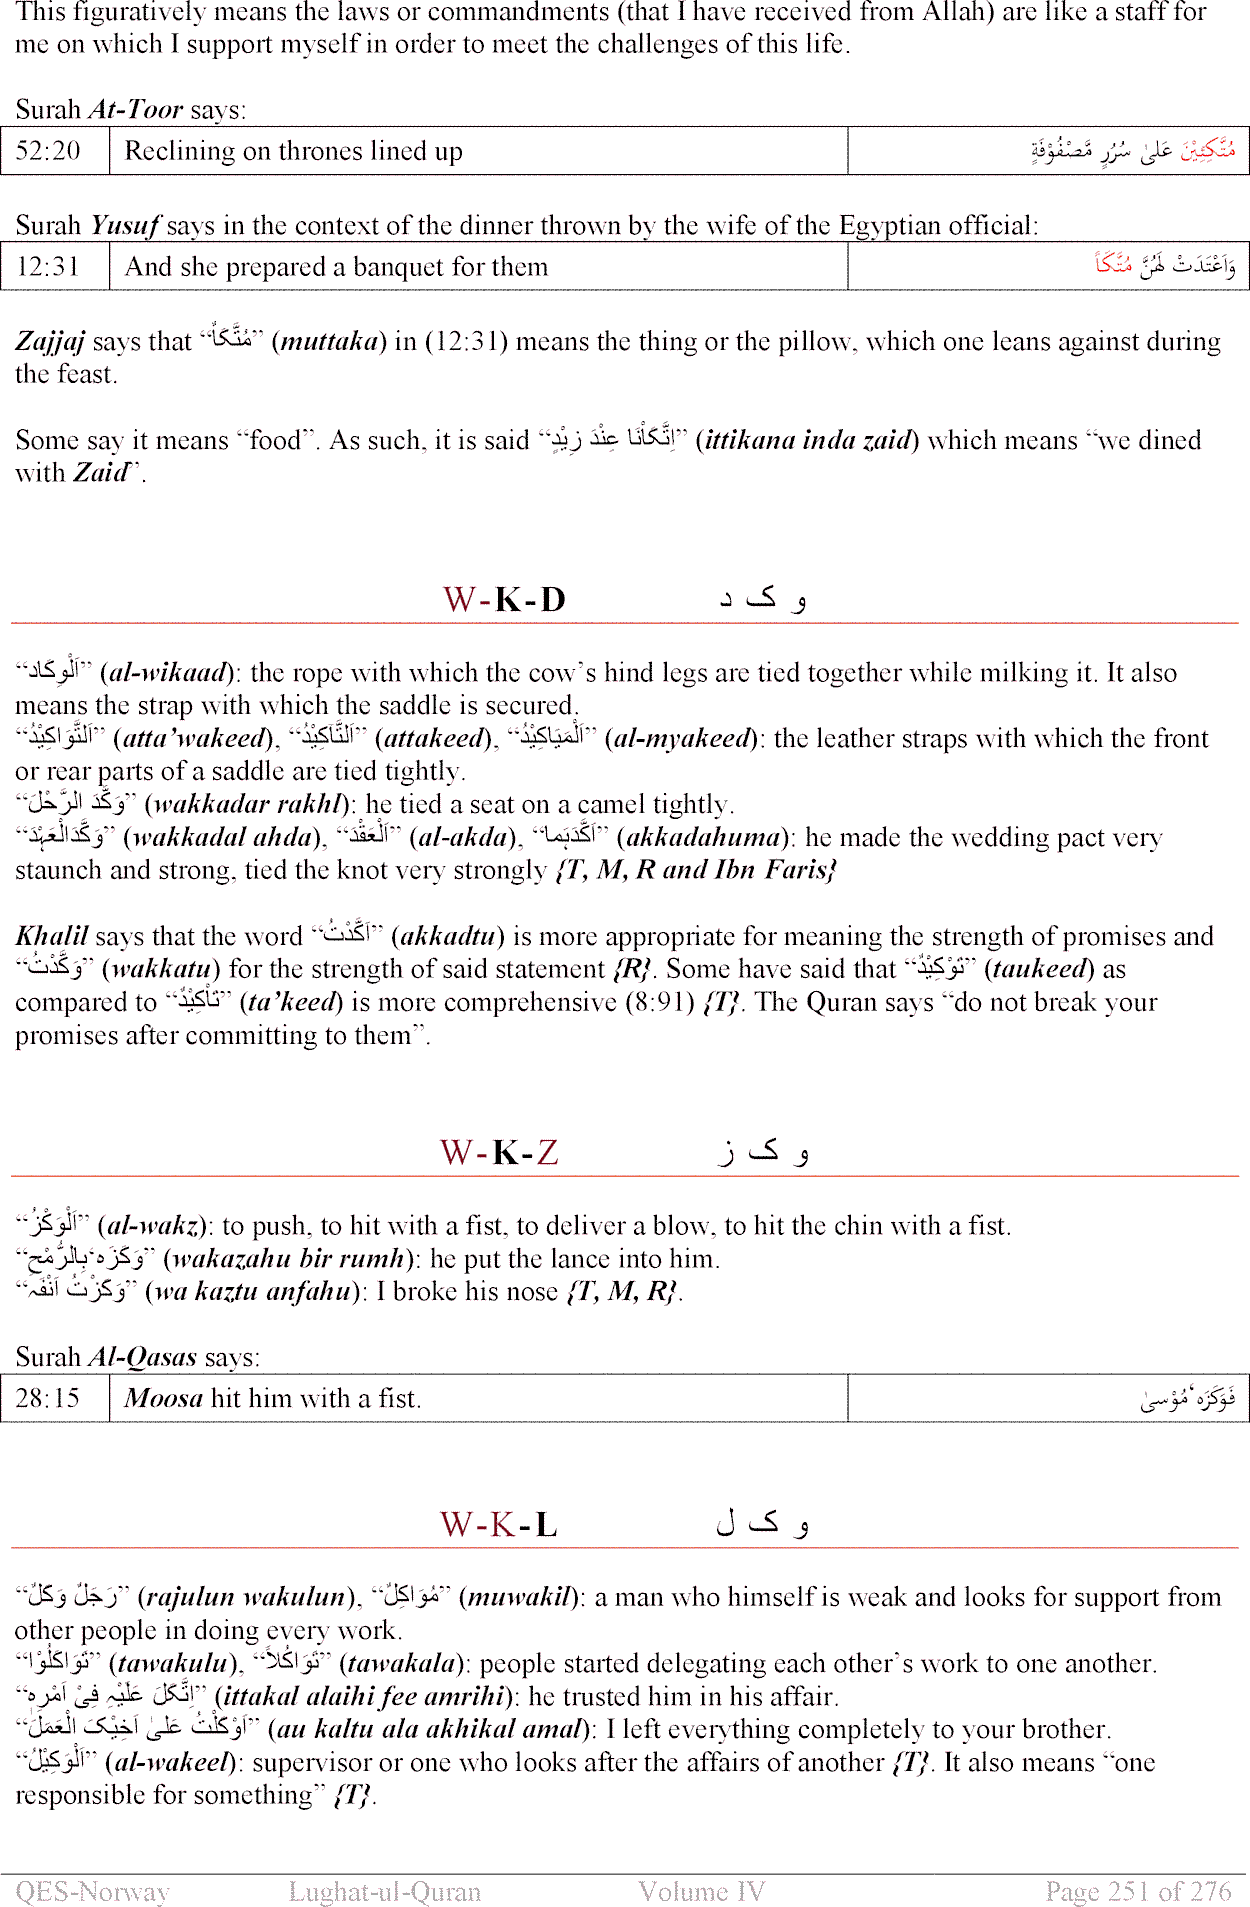 This figuratively means the laws or commandments (that I have received from Allah) are like a staff for
me on which I support myself in order to meet the challenges of this life.
Surah At-Toor says:
52:20 Reclining on thrones lined up مُتَّكِئِيْنَ عَلىٰ سُرُرٍ مَّصْفُوْفَةٍ
Surah Yusuf says in the context of the dinner thrown by the wife of the Egyptian official:
12:31 And she prepared a banquet for them وَاَعْتَدَتْ لَهُنَّ مُتَّكَاً
Zajjaj says that “مُتَّكَاٌ” (muttaka) in (12:31) means the thing or the pillow, which one leans against during
the feast.
Some say it means “food”. As such, it is said “اِتَّكَاْنَا عِنْدَ زِيْدٍ” (ittikana inda zaid) which means “we dined
with Zaid”.
W-K-D و ک د
“اَلْوِكَاد” (al-wikaad): the rope with which the cow’s hind legs are tied together while milking it. It also
means the strap with which the saddle is secured.
“اَلتَّوَاكِيْدُ” (atta’wakeed), “اَلتَّآكِيْدُ” (attakeed), “اَلْمَيَاكِيْدُ” (al-myakeed): the leather straps with which the front
or rear parts of a saddle are tied tightly.
“وَكَّدَ الرَّحْلَ” (wakkadar rakhl): he tied a seat on a camel tightly.
“وَكَّدَالْعَہْدَ” (wakkadal ahda), “اَلْعَقْدَ” (al-akda), “اَكَّدَہَما” (akkadahuma): he made the wedding pact very
staunch and strong, tied the knot very strongly {T, M, R and Ibn Faris}
Khalil says that the word “اَكَّدْتُ” (akkadtu) is more appropriate for meaning the strength of promises and
“وَكَّدْتُ” (wakkatu) for the strength of said statement {R}. Some have said that “تَوْكِيْدٌ” (taukeed) as
compared to “تَأْكِيْدٌ” (ta’keed) is more comprehensive (8:91) {T}. The Quran says “do not break your
promises after committing to them”.
W-K-Z و ک ز
“اَلْوَكْزُ” (al-wakz): to push, to hit with a fist, to deliver a blow, to hit the chin with a fist.
“وَكَزَہٗ بِالرُّمْحِ” (wakazahu bir rumh): he put the lance into him.
“وَكَزْتُ اَنْفَہٗ” (wa kaztu anfahu): I broke his nose {T, M, R}.
Surah Al-Qasas says:
28:15 Moosa hit him with a fist. فَوَكَزَهٗ مُوْسىٰ
W-K-L و ک ل
“رَجَلٌ وَكَلٌ” (rajulun wakulun), “مُوَاكِلٌ” (muwakil): a man who himself is weak and looks for support from
other people in doing every work.
“تَوَاكَلُوْا” (tawakulu), “تَوَاكُلاً” (tawakala): people started delegating each other’s work to one another.
“اِتَّكَلَ عَلَيْہِ فِىْ اَمْرِہٖ” (ittakal alaihi fee amrihi): he trusted him in his affair.
“اَوْكَلْتُ عَلىٰ اَخِيْکَ الْعَمَلَ” (au kaltu ala akhikal amal): I left everything completely to your brother.
“اَلْوَكِيْلُ” (al-wakeel): supervisor or one who looks after the affairs of another {T}. It also means “one
responsible for something” {T}.
QES-Norway Lughat-ul-Quran Volume IV Page 251 of 276